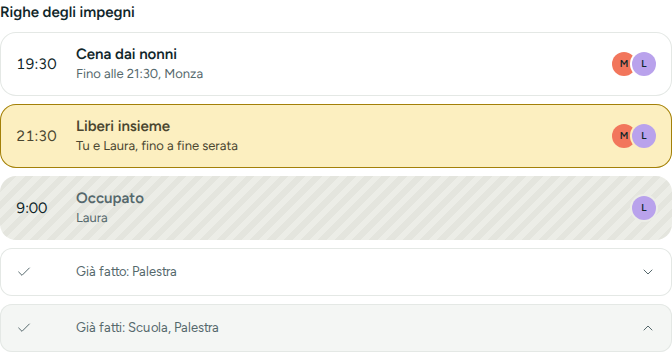 Righe degli impegni
19:30
Cena dai nonni
Fino alle 21:30, Monza
M L
21:30
Liberi insieme
Tu e Laura, fino a fine serata
M L
9:00
Occupato
Laura
L
Già fatto: Palestra
Già fatti: Scuola, Palestra